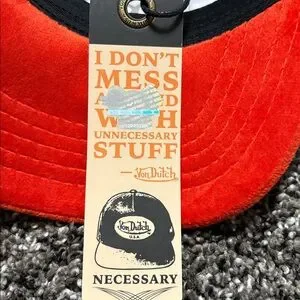 I DON'T
MESS
WITH
UNNECESSARY
STUFF
— Von Dutch
Von Dutch
U.S.A.
NECESSARY